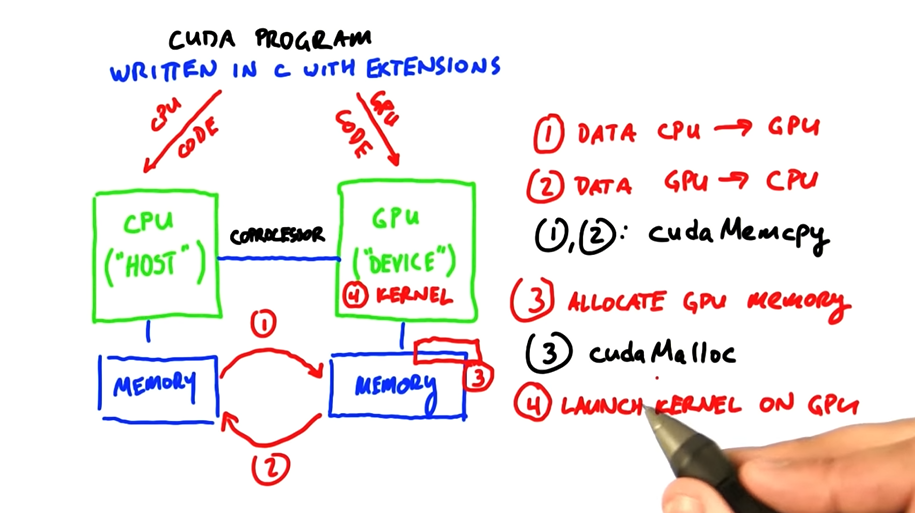 CUDA PROGRAM
WRITTEN IN C WITH EXTENSIONS
CPU CODE
GPU CODE
CPU
("HOST")
COPROCESSOR
GPU
("DEVICE")
④ KERNEL
①
MEMORY
MEMORY
③
②
① DATA CPU → GPU
② DATA GPU → CPU
①,②: cudaMemcpy
③ ALLOCATE GPU MEMORY
③ cudaMalloc
④ LAUNCH KERNEL ON GPU